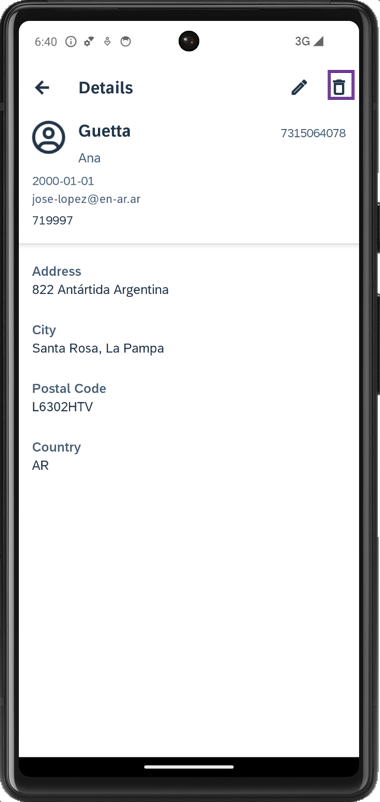 6:40
3G
Details
Guetta
7315064078
Ana
2000-01-01
jose-lopez@en-ar.ar
719997
Address
822 Antártida Argentina
City
Santa Rosa, La Pampa
Postal Code
L6302HTV
Country
AR